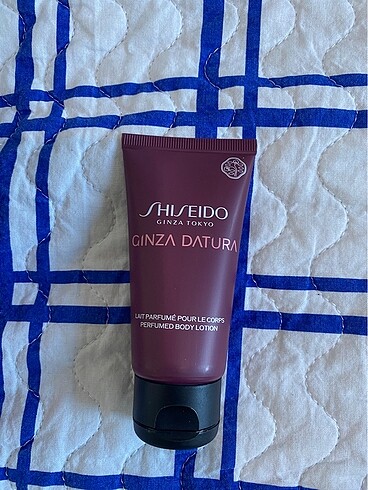 SHISEIDO
GINZA TOKYO
GINZA DATURA
LAIT PARFUMÉ POUR LE CORPS
PERFUMED BODY LOTION